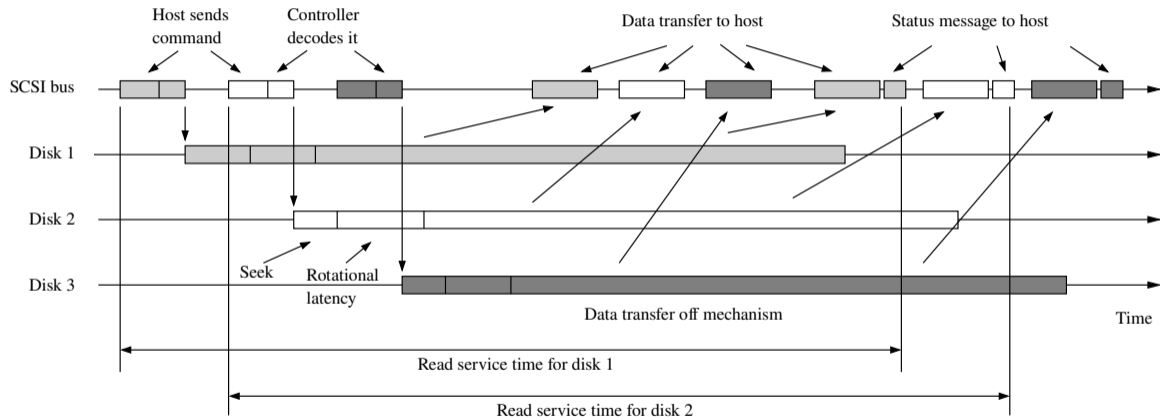 Host sends
command
Controller
decodes it
Data transfer to host
Status message to host
SCSI bus
Disk 1
Disk 2
Seek
Rotational
latency
Disk 3
Data transfer off mechanism
Time
Read service time for disk 1
Read service time for disk 2